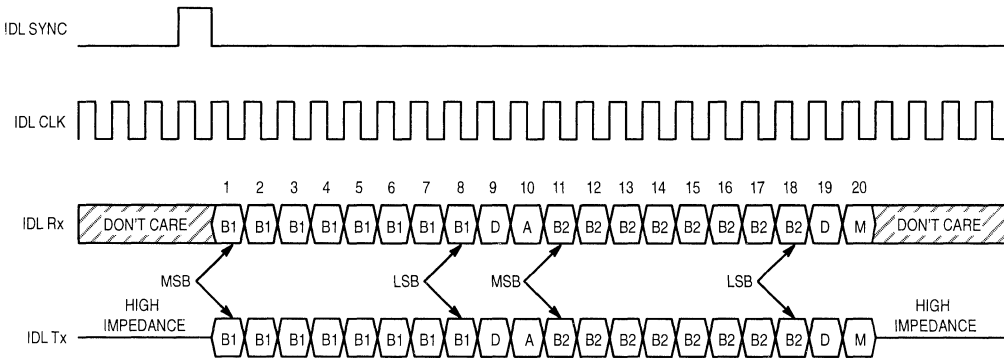 IDL SYNC
IDL CLK
1 2 3 4 5 6 7 8 9 10 11 12 13 14 15 16 17 18 19 20
IDL Rx DON'T CARE B1 B1 B1 B1 B1 B1 B1 B1 D A B2 B2 B2 B2 B2 B2 B2 B2 D M DON'T CARE
MSB LSB MSB LSB
HIGH IMPEDANCE HIGH IMPEDANCE
IDL Tx B1 B1 B1 B1 B1 B1 B1 B1 D A B2 B2 B2 B2 B2 B2 B2 B2 D M